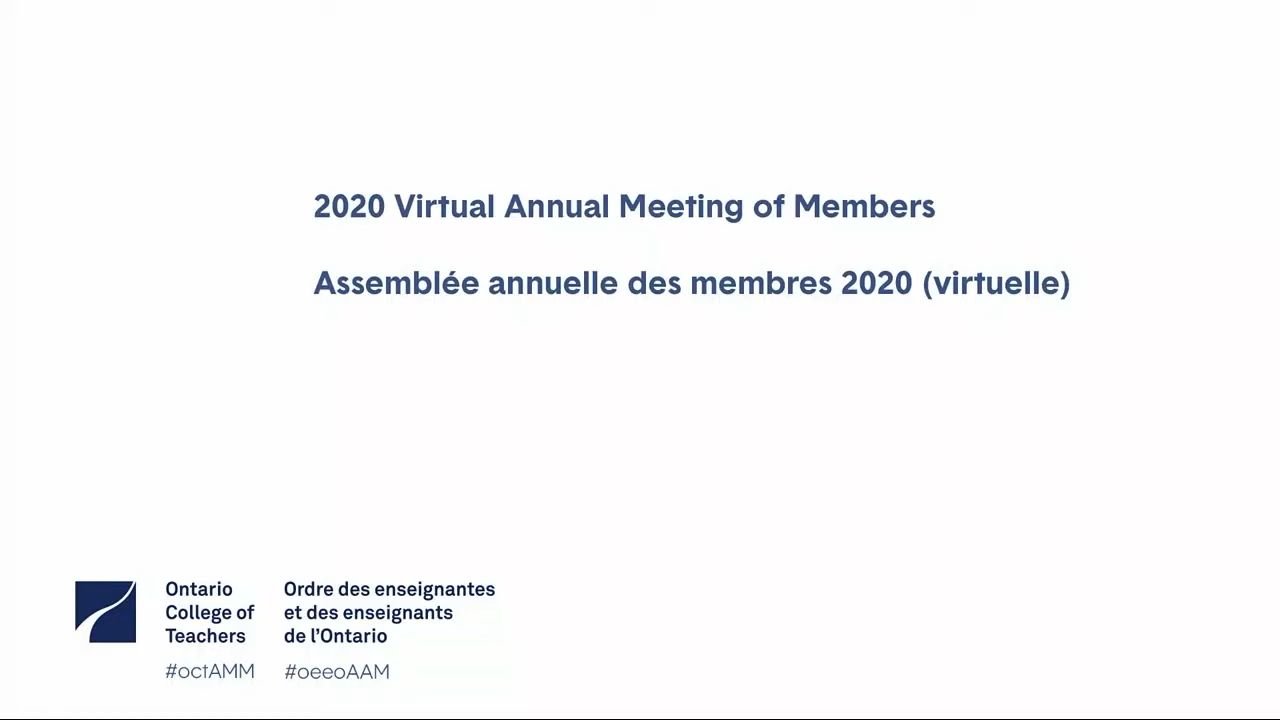 2020 Virtual Annual Meeting of Members
Assemblée annuelle des membres 2020 (virtuelle)
Ontario
College of
Teachers
#octAMM
Ordre des enseignantes
et des enseignants
de l'Ontario
#oeeoAAM